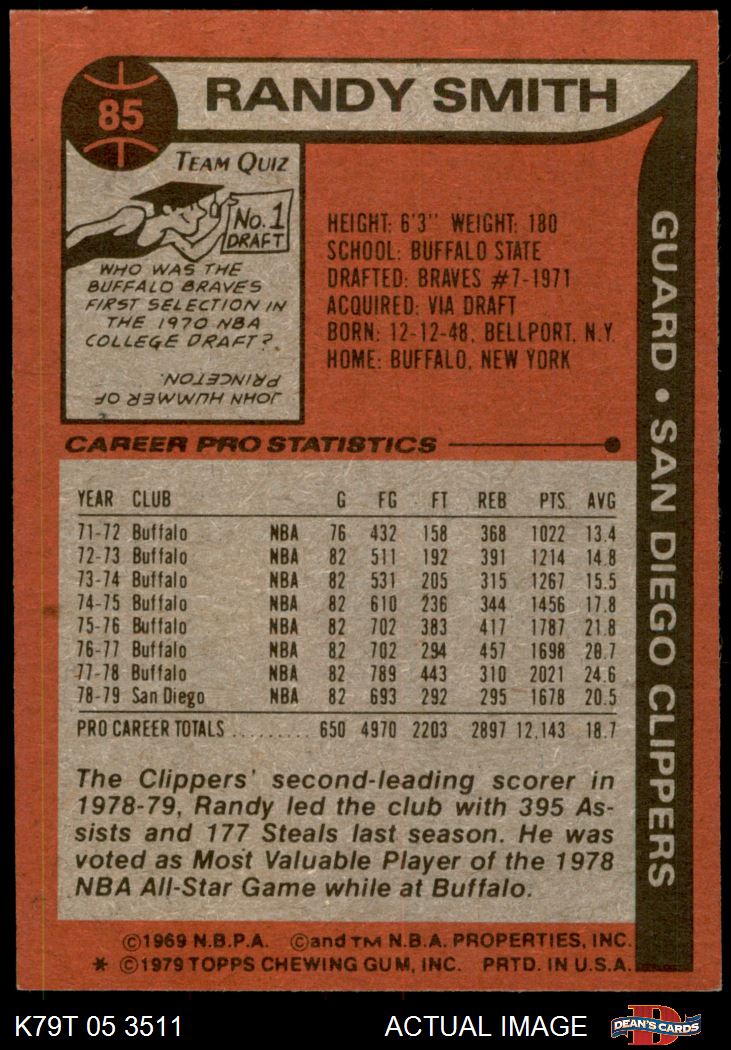 85
RANDY SMITH
TEAM QUIZ
No. 1
DRAFT
WHO WAS THE
BUFFALO BRAVES
FIRST SELECTION IN
THE 1970 NBA
COLLEGE DRAFT?
JOHN HUMMER OF
PRINCETON.
HEIGHT: 6'3" WEIGHT: 180
SCHOOL: BUFFALO STATE
DRAFTED: BRAVES #7-1971
ACQUIRED: VIA DRAFT
BORN: 12-12-48, BELLPORT, N.Y.
HOME: BUFFALO, NEW YORK
GUARD • SAN DIEGO CLIPPERS
CAREER PRO STATISTICS
YEAR CLUB G FG FT REB PTS AVG
71-72 Buffalo NBA 76 432 158 368 1022 13.4
72-73 Buffalo NBA 82 511 192 391 1214 14.8
73-74 Buffalo NBA 82 531 205 315 1267 15.5
74-75 Buffalo NBA 82 610 236 344 1456 17.8
75-76 Buffalo NBA 82 702 383 417 1787 21.8
76-77 Buffalo NBA 82 702 294 457 1698 20.7
77-78 Buffalo NBA 82 789 443 310 2021 24.6
78-79 San Diego NBA 82 693 292 295 1678 20.5
PRO CAREER TOTALS ......... 650 4970 2203 2897 12,143 18.7
The Clippers' second-leading scorer in
1978-79, Randy led the club with 395 As-
sists and 177 Steals last season. He was
voted as Most Valuable Player of the 1978
NBA All-Star Game while at Buffalo.
©1969 N.B.P.A. ©and TM N.B.A. PROPERTIES, INC.
* ©1979 TOPPS CHEWING GUM, INC. PRTD. IN U.S.A.
K79T 05 3511 ACTUAL IMAGE
D
DEAN'S CARDS